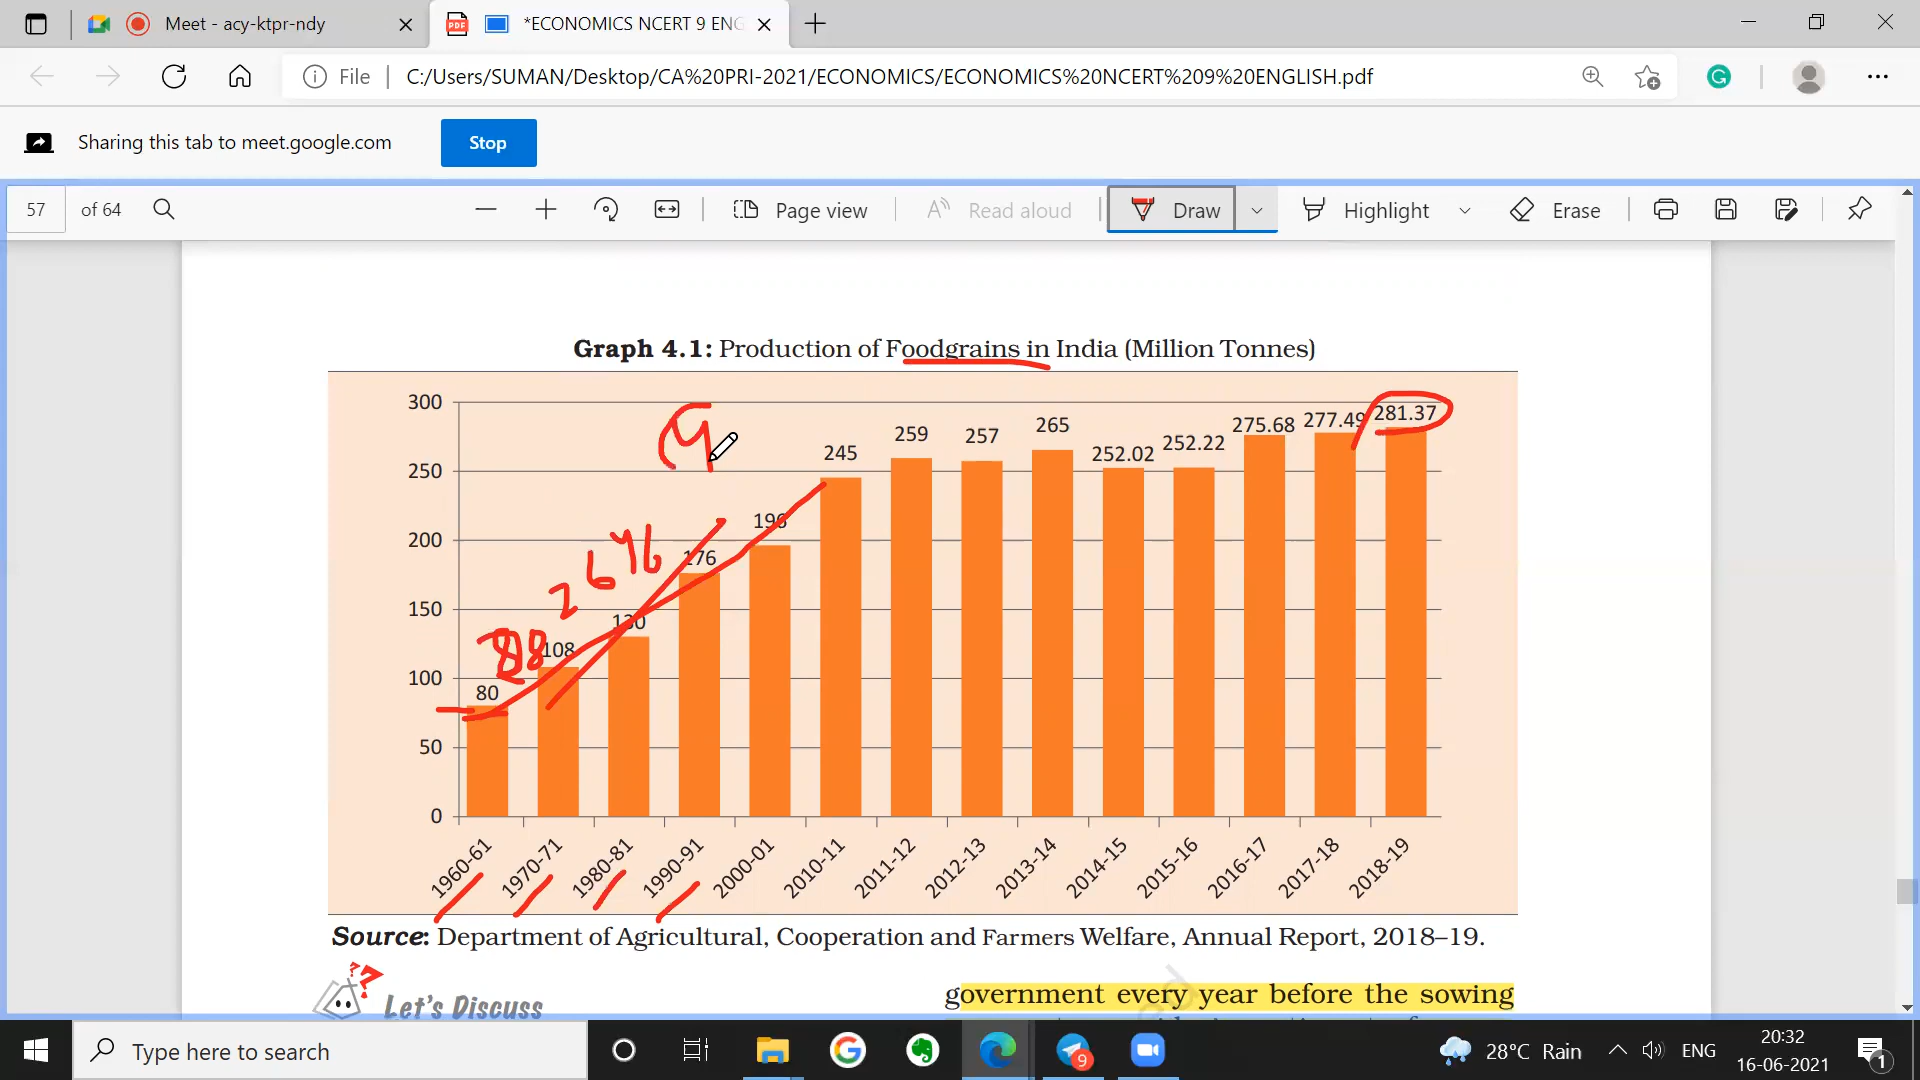 Meet - acy-ktpr-ndy
*ECONOMICS NCERT 9 ENG
File C:/Users/SUMAN/Desktop/CA%20PRI-2021/ECONOMICS/ECONOMICS%20NCERT%209%20ENGLISH.pdf
Sharing this tab to meet.google.com Stop
57 of 64 Page view Read aloud Draw Highlight Erase
Graph 4.1: Production of Foodgrains in India (Million Tonnes)
300
250
200
150
100
50
0
80 108 130 176 196 245 259 257 265 252.02 252.22 275.68 277.49 281.37
1960-61 1970-71 1980-81 1990-91 2000-01 2010-11 2011-12 2012-13 2013-14 2014-15 2015-16 2016-17 2017-18 2018-19
Source: Department of Agricultural, Cooperation and Farmers Welfare, Annual Report, 2018–19.
Let's Discuss
government every year before the sowing
Type here to search
9
28°C Rain
ENG
20:32
16-06-2021
1